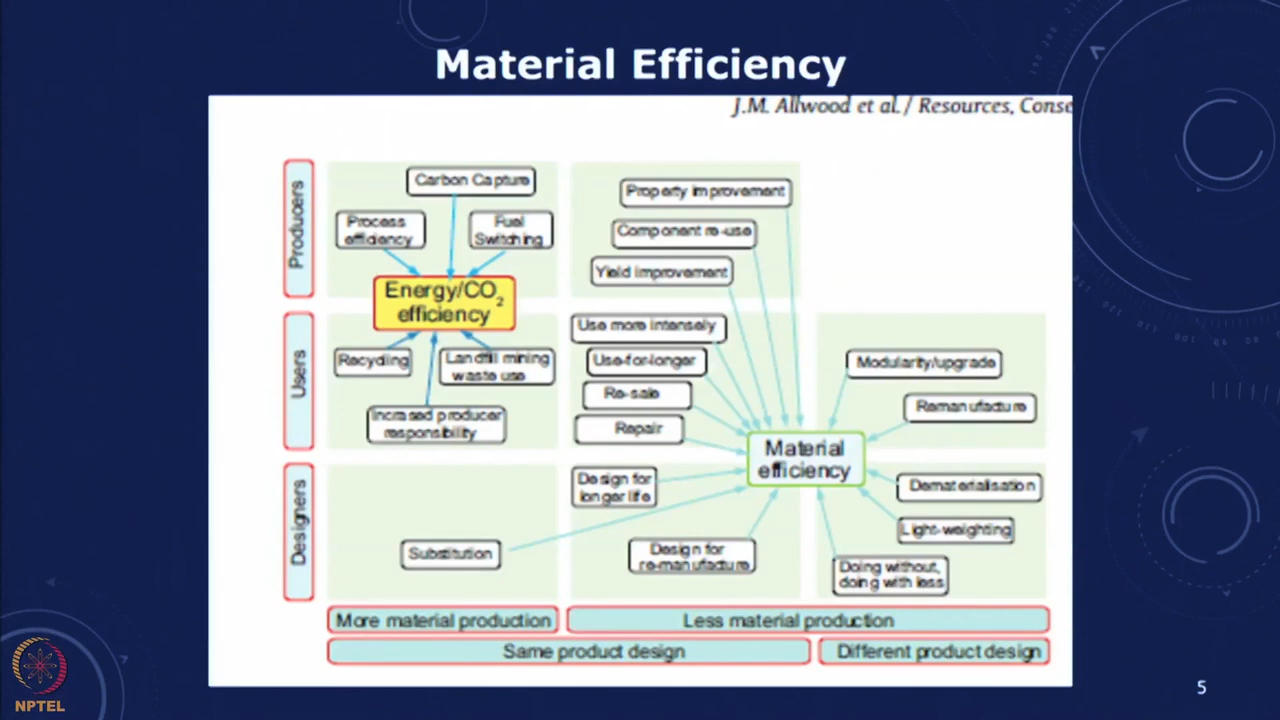 Material Efficiency
J.M. Allwood et al./ Resources, Conse
Producers
Carbon Capture
Process
efficiency
Fuel
Switching
Energy/CO2
efficiency
Property improvement
Component re-use
Yield improvement
Users
Recycling
Landfill mining
waste use
Incrased producer
responsibility
Use more intensely
Use-for-longer
Re-sale
Repair
Modularity/upgrade
Remanufacture
Material
efficiency
Designers
Substitution
Design for
longer life
Design for
re-manufacture
Dematerialisation
Light-weighting
Doing without,
doing with less
More material production
Less material production
Same product design
Different product design
NPTEL
5